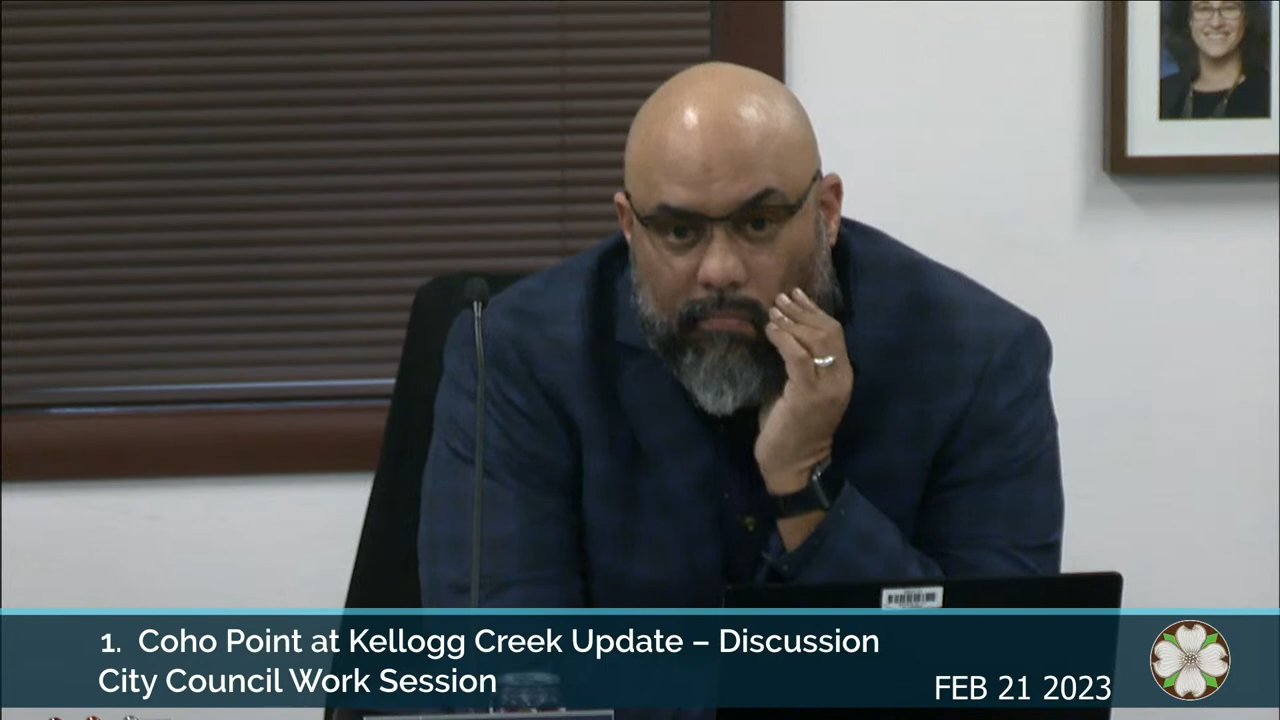 1. Coho Point at Kellogg Creek Update – Discussion
City Council Work Session
FEB 21 2023